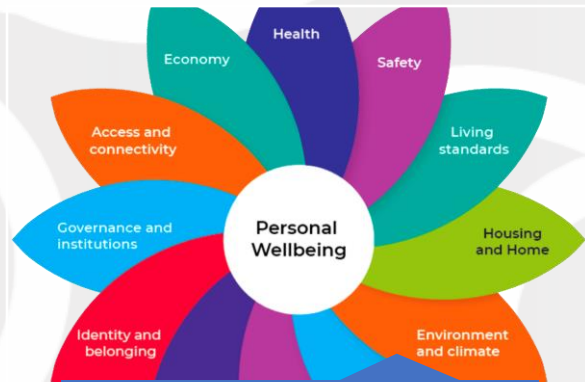 Health
Economy
Safety
Access and
connectivity
Living
standards
Governance and
institutions
Personal
Wellbeing
Housing
and Home
Identity and
belonging
Environment
and climate